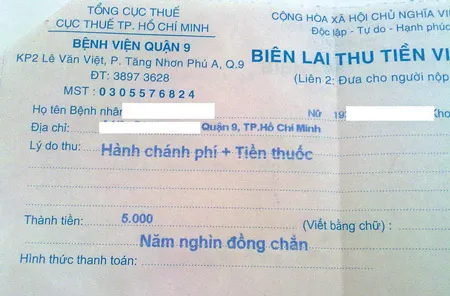 TỔNG CỤC THUẾ
CỤC THUẾ TP. HỒ CHÍ MINH
BỆNH VIỆN QUẬN 9
KP2 Lê Văn Việt, P. Tăng Nhơn Phú A, Q.9
ĐT: 3897 3628
MST : 0305576824
CỘNG HÒA XÃ HỘI CHỦ NGHĨA VI
Độc lập - Tự do - Hạnh phúc
BIÊN LAI THU TIỀN VI
(Liên 2: Đưa cho người nộp
Họ tên Bệnh nhân Nữ 19 Kho
Địa chỉ: Quận 9, TP.Hồ Chí Minh
Lý do thu: Hành chánh phí + Tiền thuốc
Thành tiền: 5.000 (Viết bằng chữ) :
Năm nghìn đồng chẵn
Hình thức thanh toán: